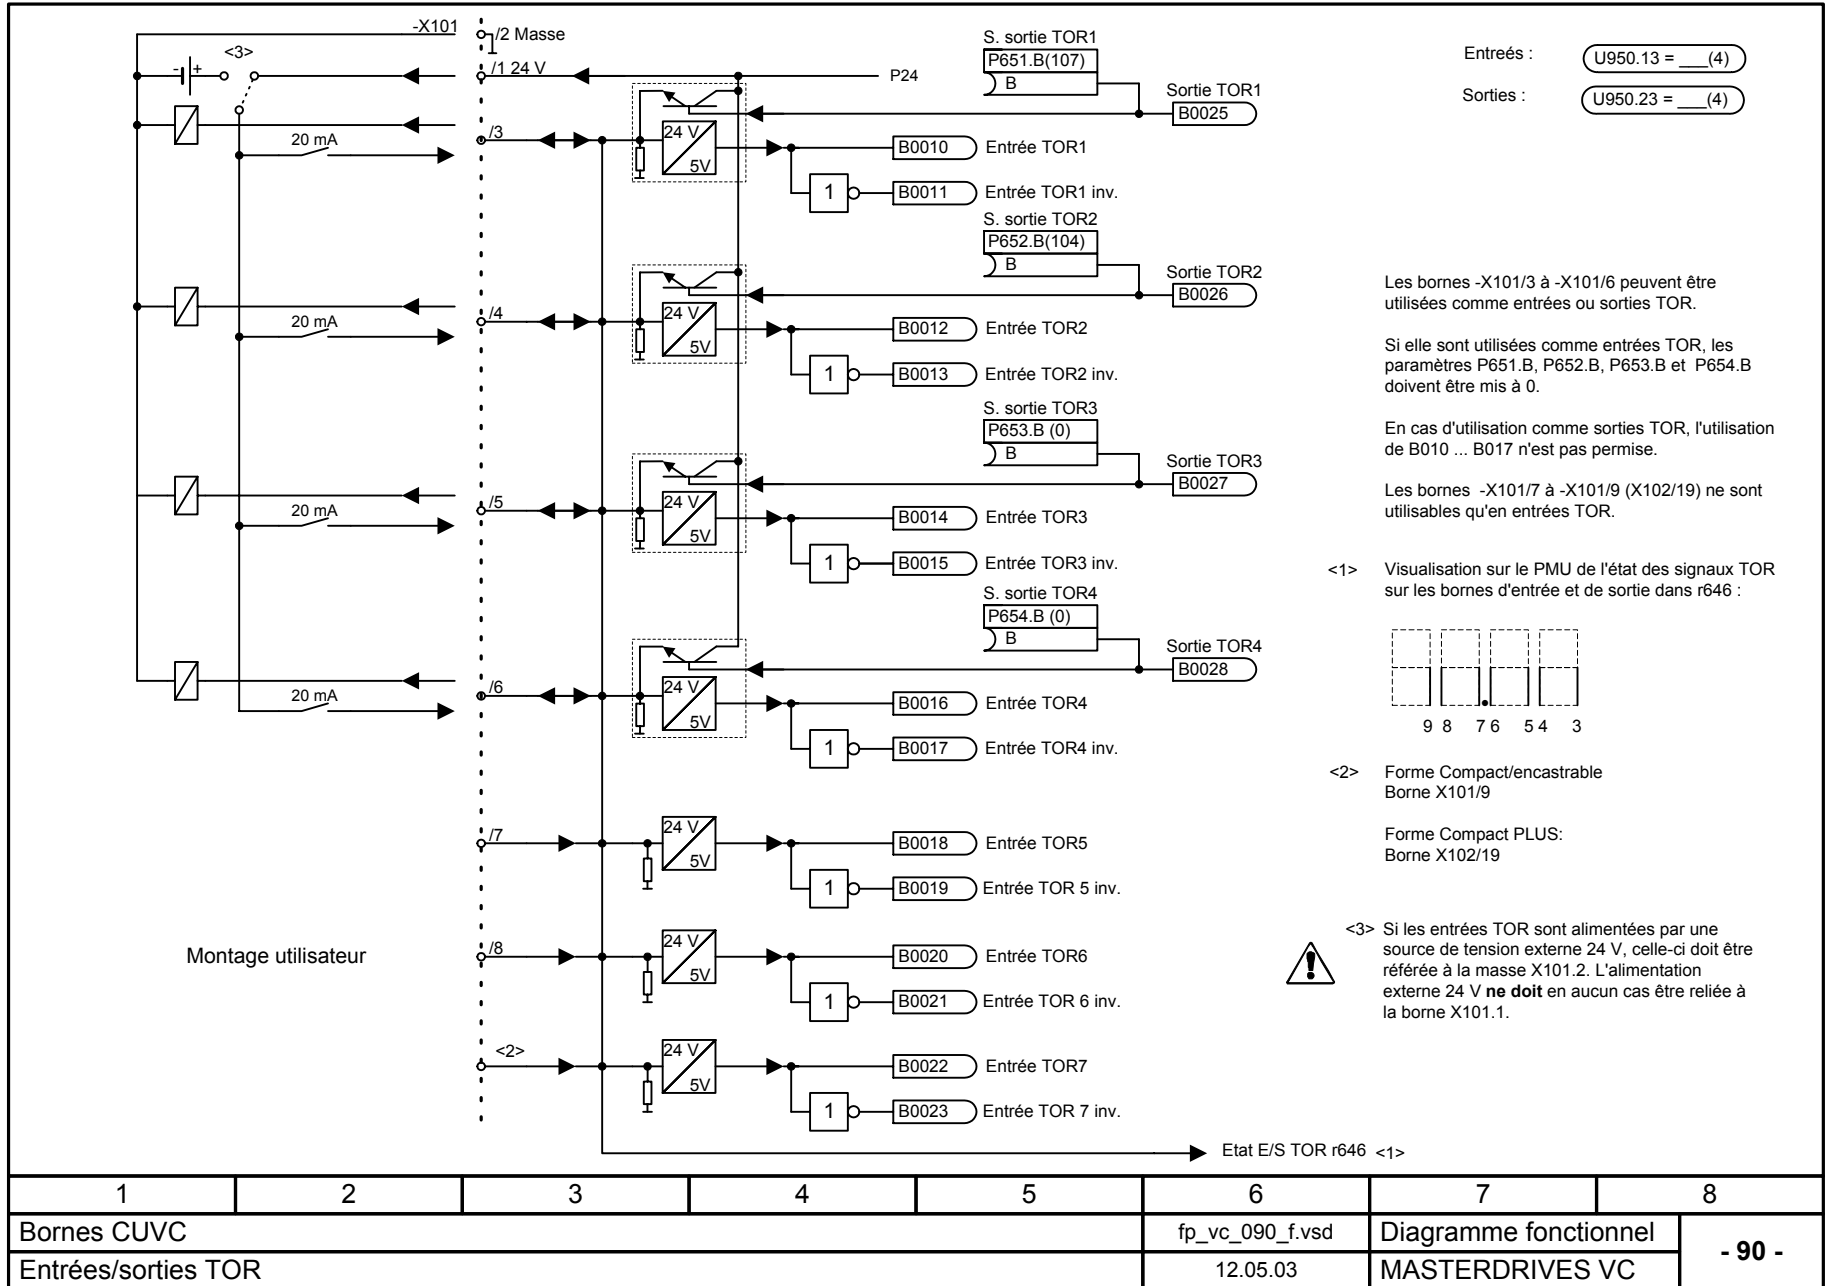 -X101
/2 Masse
<3>
- +
/1 24 V
P24
S. sortie TOR1
P651.B(107)
B
Sortie TOR1
B0025
Entreés :
U950.13 = ___(4)
Sorties :
U950.23 = ___(4)
20 mA
/3
24 V
5V
B0010
Entrée TOR1
1
B0011
Entrée TOR1 inv.
S. sortie TOR2
P652.B(104)
B
Sortie TOR2
B0026
20 mA
/4
24 V
5V
B0012
Entrée TOR2
1
B0013
Entrée TOR2 inv.
S. sortie TOR3
P653.B (0)
B
Sortie TOR3
B0027
20 mA
/5
24 V
5V
B0014
Entrée TOR3
1
B0015
Entrée TOR3 inv.
S. sortie TOR4
P654.B (0)
B
Sortie TOR4
B0028
20 mA
/6
24 V
5V
B0016
Entrée TOR4
1
B0017
Entrée TOR4 inv.
/7
24 V
5V
B0018
Entrée TOR5
1
B0019
Entrée TOR 5 inv.
Montage utilisateur
/8
24 V
5V
B0020
Entrée TOR6
1
B0021
Entrée TOR 6 inv.
<2>
24 V
5V
B0022
Entrée TOR7
1
B0023
Entrée TOR 7 inv.
Etat E/S TOR r646 <1>
Les bornes -X101/3 à -X101/6 peuvent être
utilisées comme entrées ou sorties TOR.
Si elle sont utilisées comme entrées TOR, les
paramètres P651.B, P652.B, P653.B et P654.B
doivent être mis à 0.
En cas d'utilisation comme sorties TOR, l'utilisation
de B010 ... B017 n'est pas permise.
Les bornes -X101/7 à -X101/9 (X102/19) ne sont
utilisables qu'en entrées TOR.
<1> Visualisation sur le PMU de l'état des signaux TOR
sur les bornes d'entrée et de sortie dans r646 :
9 8 7 6 5 4 3
<2> Forme Compact/encastrable
Borne X101/9
Forme Compact PLUS:
Borne X102/19
<3> Si les entrées TOR sont alimentées par une
source de tension externe 24 V, celle-ci doit être
référée à la masse X101.2. L'alimentation
externe 24 V ne doit en aucun cas être reliée à
la borne X101.1.
1 2 3 4 5 6 7 8
Bornes CUVC
fp_vc_090_f.vsd
Diagramme fonctionnel
- 90 -
Entrées/sorties TOR
12.05.03
MASTERDRIVES VC